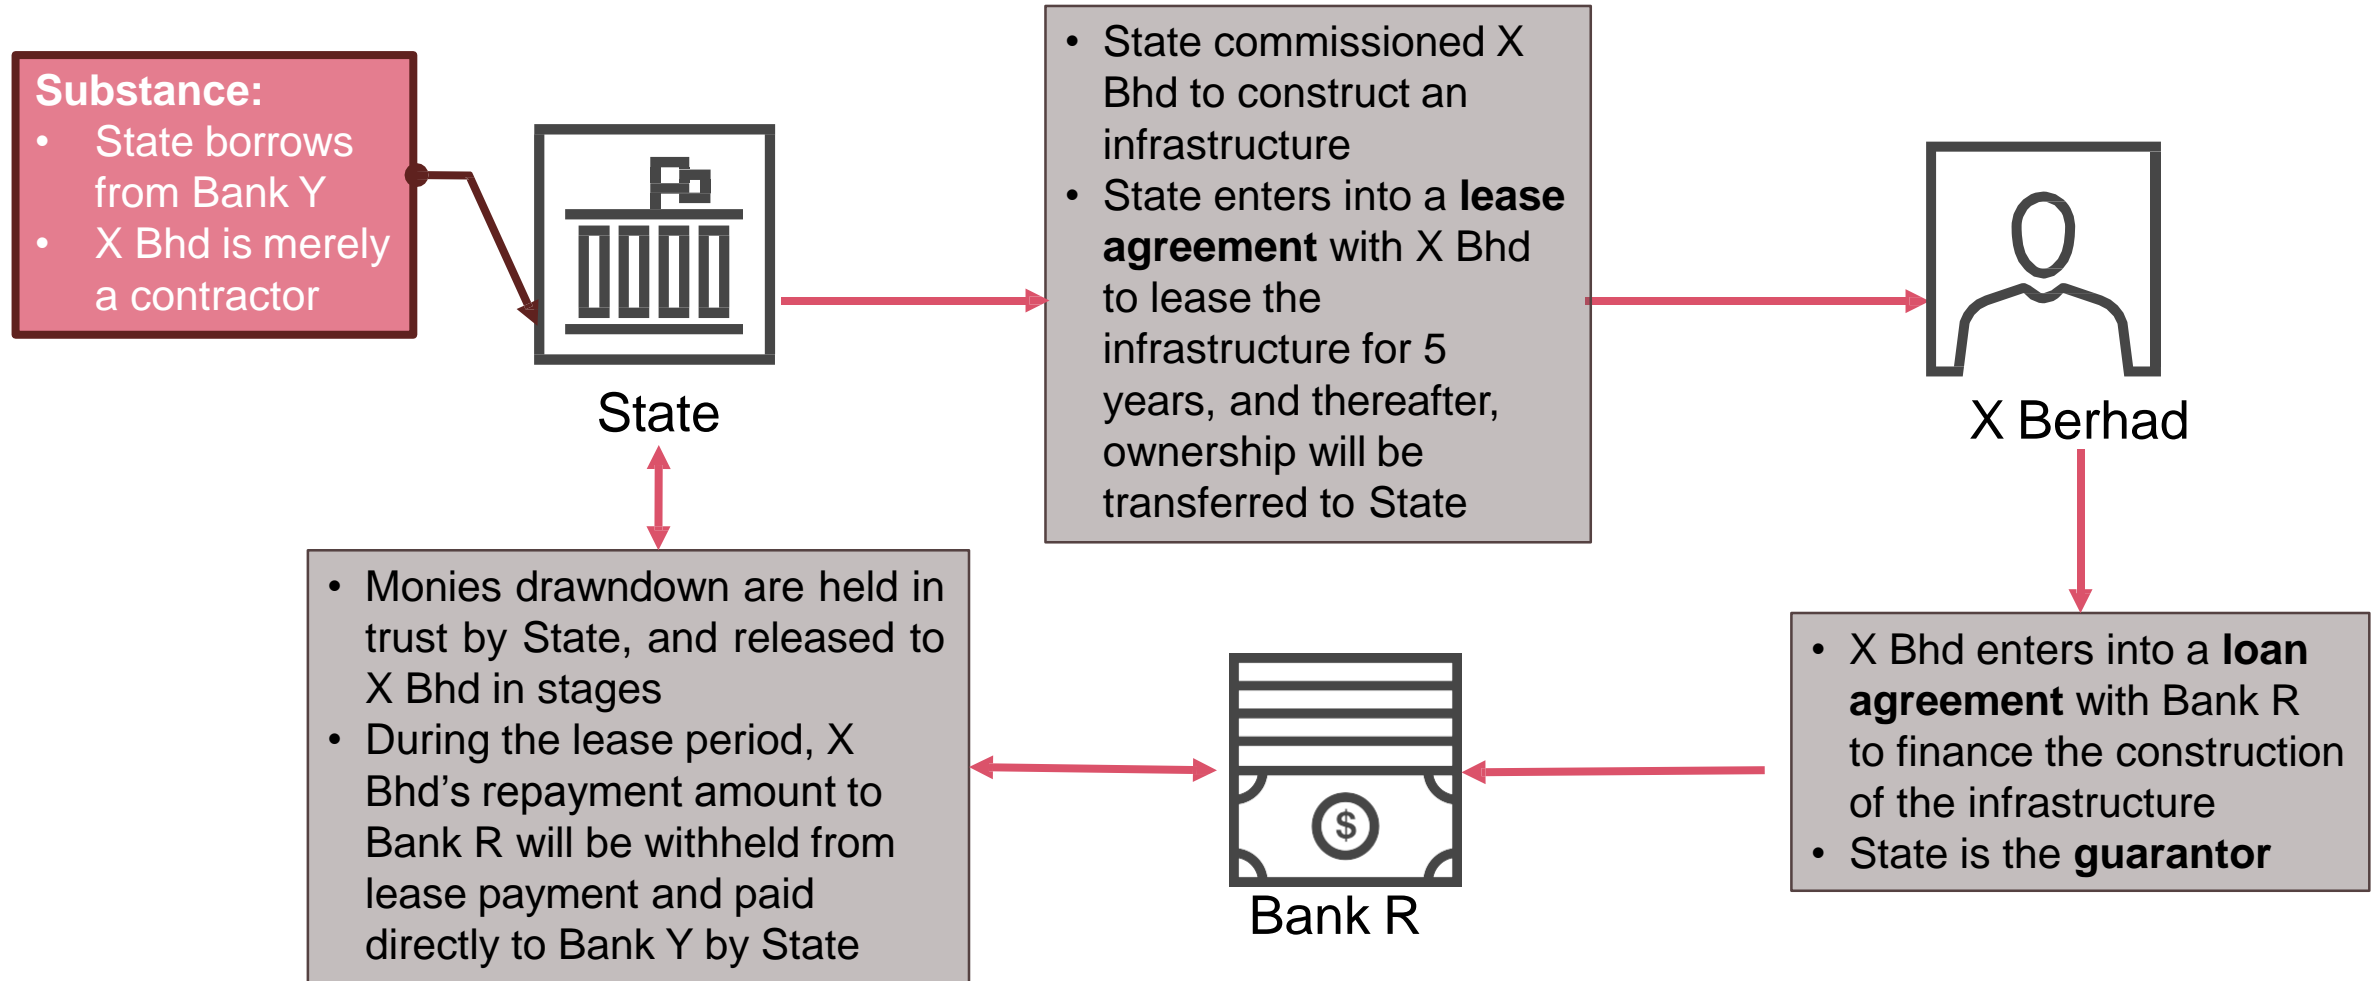 Substance:
• State borrows
from Bank Y
• X Bhd is merely
a contractor
State
• State commissioned X
Bhd to construct an
infrastructure
• State enters into a lease
agreement with X Bhd
to lease the
infrastructure for 5
years, and thereafter,
ownership will be
transferred to State
X Berhad
• Monies drawndown are held in
trust by State, and released to
X Bhd in stages
• During the lease period, X
Bhd’s repayment amount to
Bank R will be withheld from
lease payment and paid
directly to Bank Y by State
$
Bank R
• X Bhd enters into a loan
agreement with Bank R
to finance the construction
of the infrastructure
• State is the guarantor